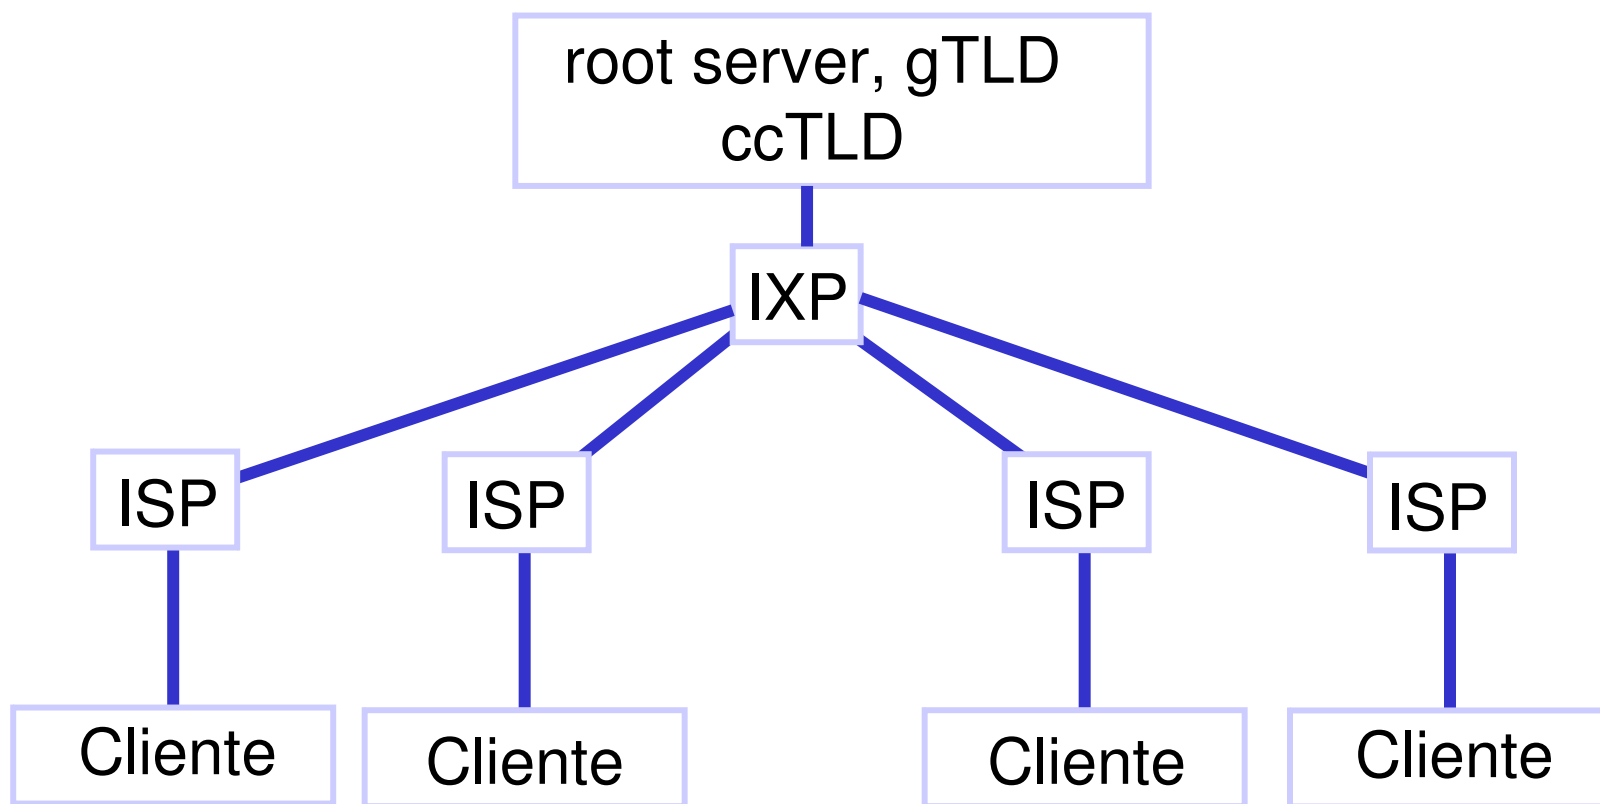 root server, gTLD
ccTLD
IXP
ISP
ISP
ISP
ISP
Cliente
Cliente
Cliente
Cliente